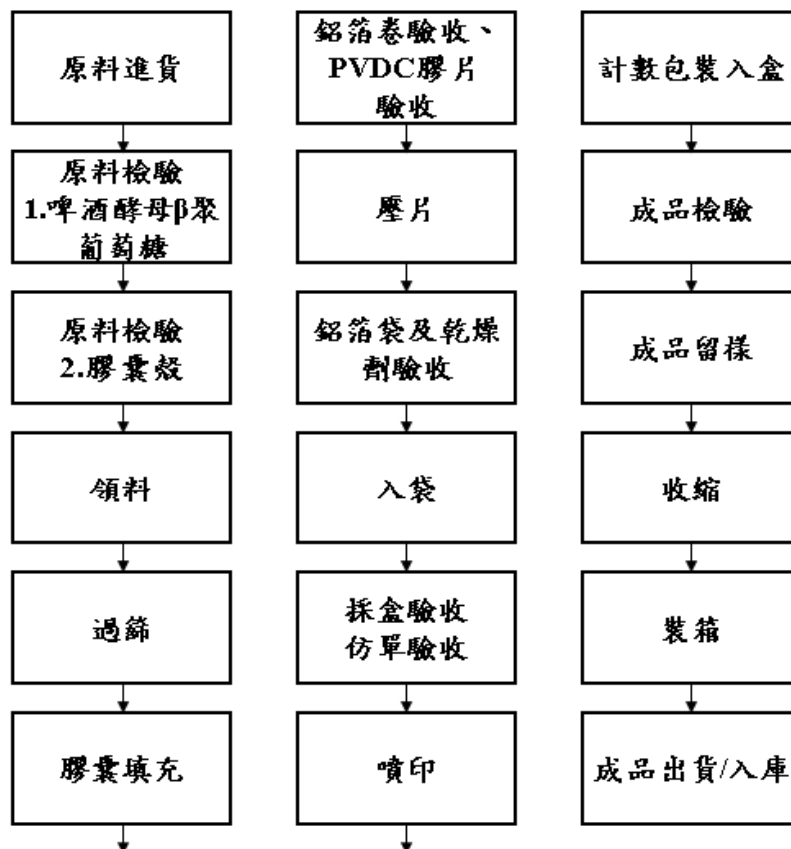 原料進貨
原料檢驗
1.啤酒酵母β聚
葡萄糖
原料檢驗
2.膠囊殼
領料
過篩
膠囊填充
鋁箔卷驗收、
PVDC膠片
驗收
壓片
鋁箔袋及乾燥
劑驗收
入袋
採盒驗收
仿單驗收
噴印
計數包裝入盒
成品檢驗
成品留樣
收縮
裝箱
成品出貨/入庫